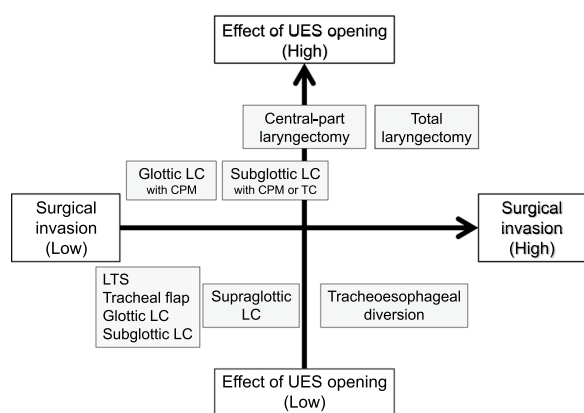 Effect of UES opening
(High)
Central-part
laryngectomy
Total
laryngectomy
Glottic LC
with CPM
Subglottic LC
with CPM or TC
Surgical
invasion
(Low)
Surgical
invasion
(High)
LTS
Tracheal flap
Glottic LC
Subglottic LC
Supraglottic
LC
Tracheoesophageal
diversion
Effect of UES opening
(Low)